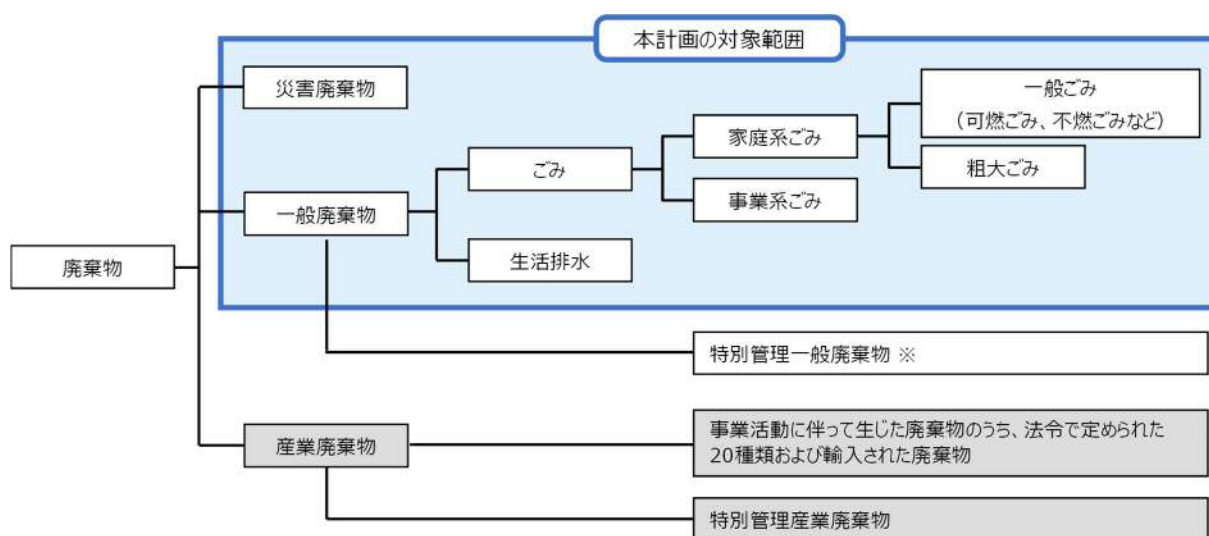 本計画の対象範囲
災害廃棄物
一般ごみ
（可燃ごみ、不燃ごみなど）
家庭系ごみ
ごみ
粗大ごみ
事業系ごみ
一般廃棄物
生活排水
廃棄物
特別管理一般廃棄物 ※
産業廃棄物
事業活動に伴って生じた廃棄物のうち、法令で定められた
20種類および輸入された廃棄物
特別管理産業廃棄物